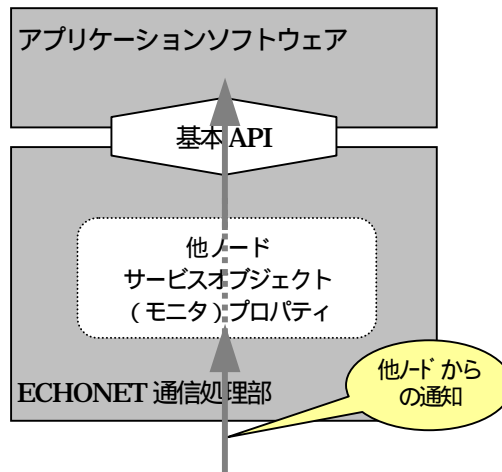 アプリケーションソフトウェア
基本 API
他ノード
サービスオブジェクト
（モニタ）プロパティ
ECHONET 通信処理部
他ノードから
の通知